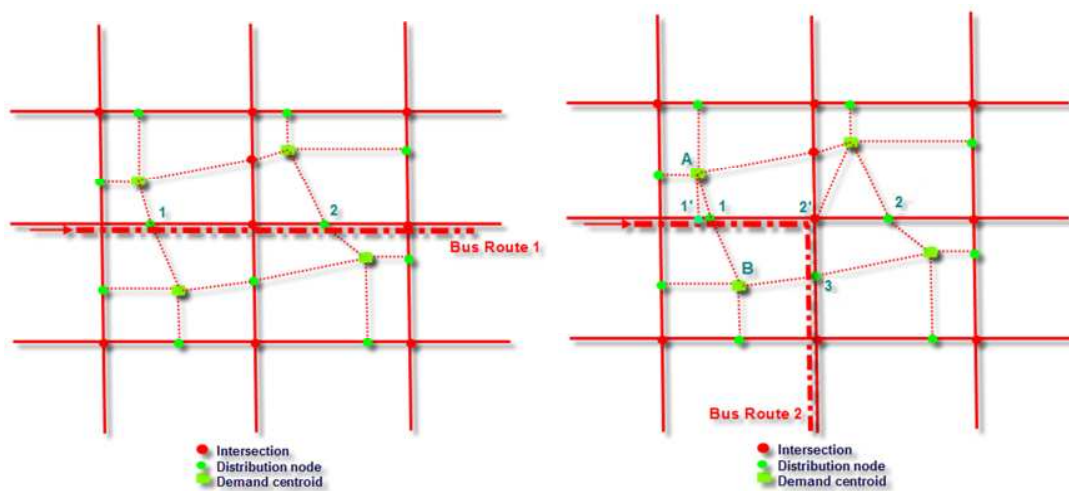 1
2
Bus Route 1
Intersection
Distribution node
Demand centroid
A
1'
1
2'
2
B
3
Bus Route 2
Intersection
Distribution node
Demand centroid